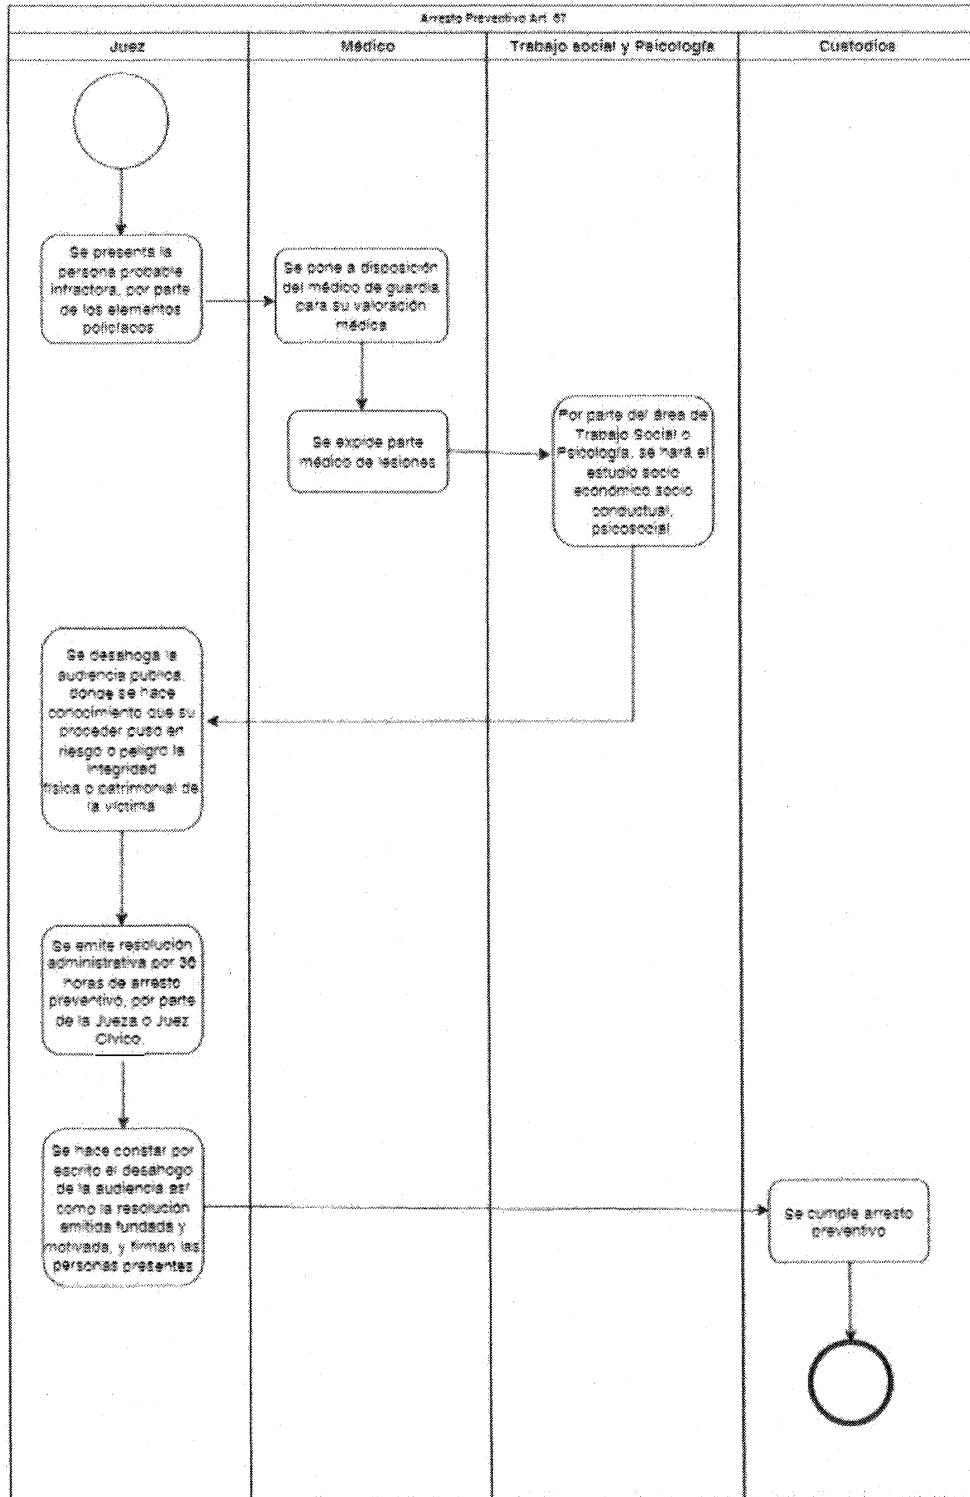 Arresto Preventivo Art. 67
Juez
Médico
Trabajo social y Psicología
Custodios
Se presenta la
persona probable
infractora, por parte
de los elementos
policíacos
Se pone a disposición
del médico de guardia
para su valoración
médica
Se expide parte
médico de lesiones
Por parte del área de
Trabajo Social o
Psicología, se hará el
estudio socio
económico socio
conductual,
psicosocial
Se desahoga la
audiencia publica,
donde se hace
conocimiento que su
proceder puso en
riesgo o peligro la
integridad
física o patrimonial de
la víctima
Se emite resolución
administrativa por 36
horas de arresto
preventivo, por parte
de la Jueza o Juez
Cívico.
Se hace constar por
escrito el desahogo
de la audiencia así
como la resolución
emitida fundada y
motivada, y firman las
personas presentes
Se cumple arresto
preventivo